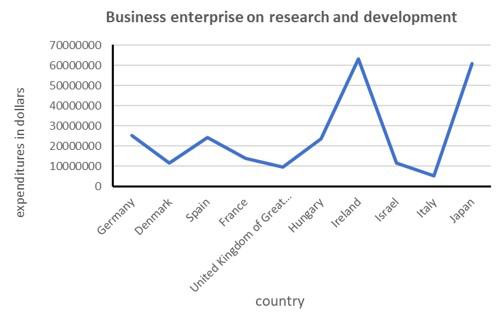 Business enterprise on research and development
70000000
60000000
50000000
40000000
30000000
20000000
10000000
0
expenditures in dollars
Germany
Denmark
Spain
France
United Kingdom of Great...
Hungary
Ireland
Israel
Italy
Japan
country